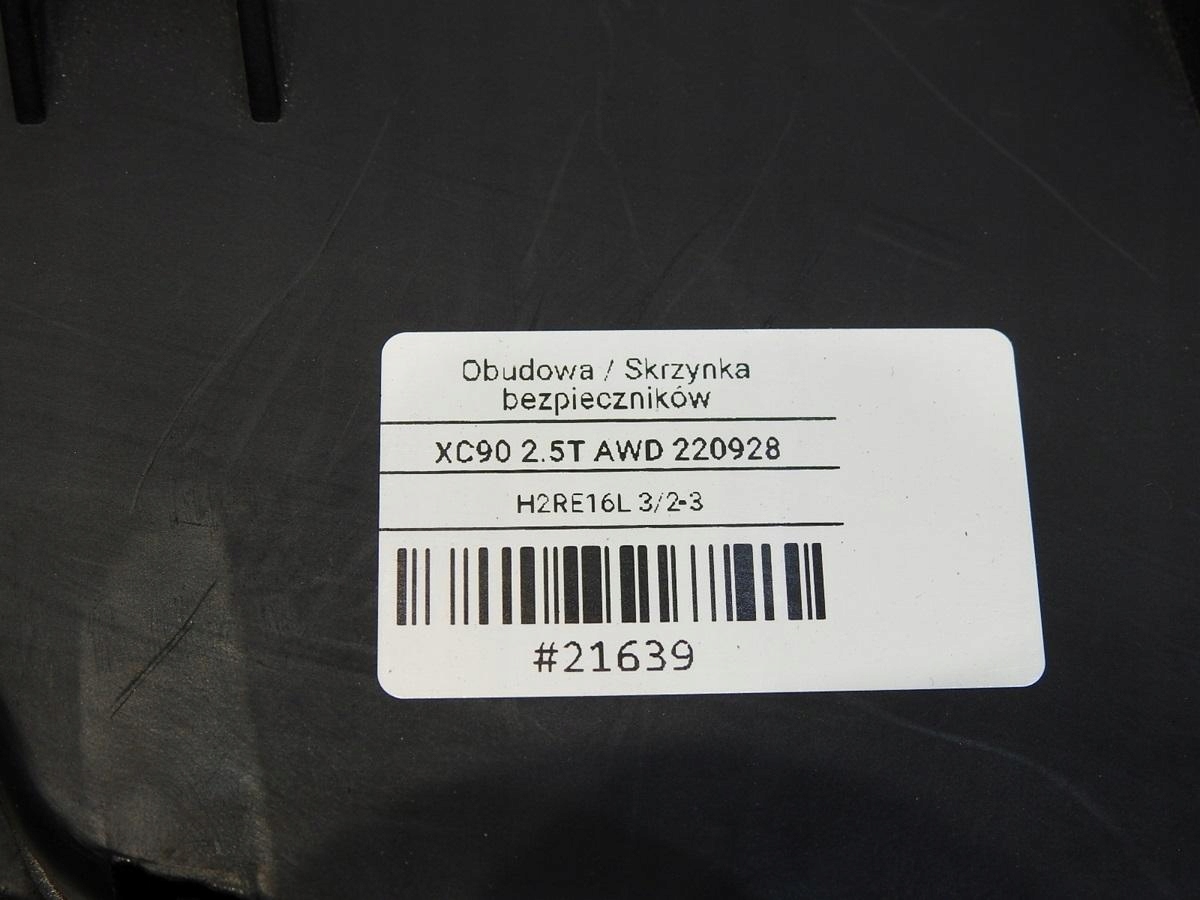 Obudowa / Skrzynka
bezpieczników
XC90 2.5T AWD 220928
H2RE16L 3/2-3
#21639